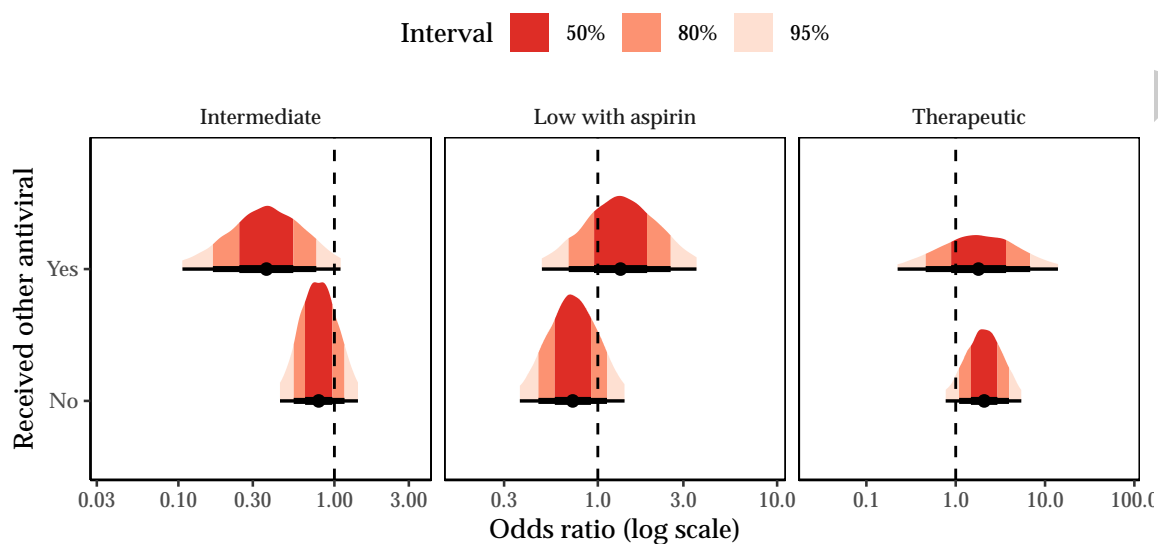 Interval 50% 80% 95%
Intermediate Low with aspirin Therapeutic
Received other antiviral
Yes
No
0.03 0.10 0.30 1.00 3.00 0.3 1.0 3.0 10.0 0.1 1.0 10.0 100.0
Odds ratio (log scale)